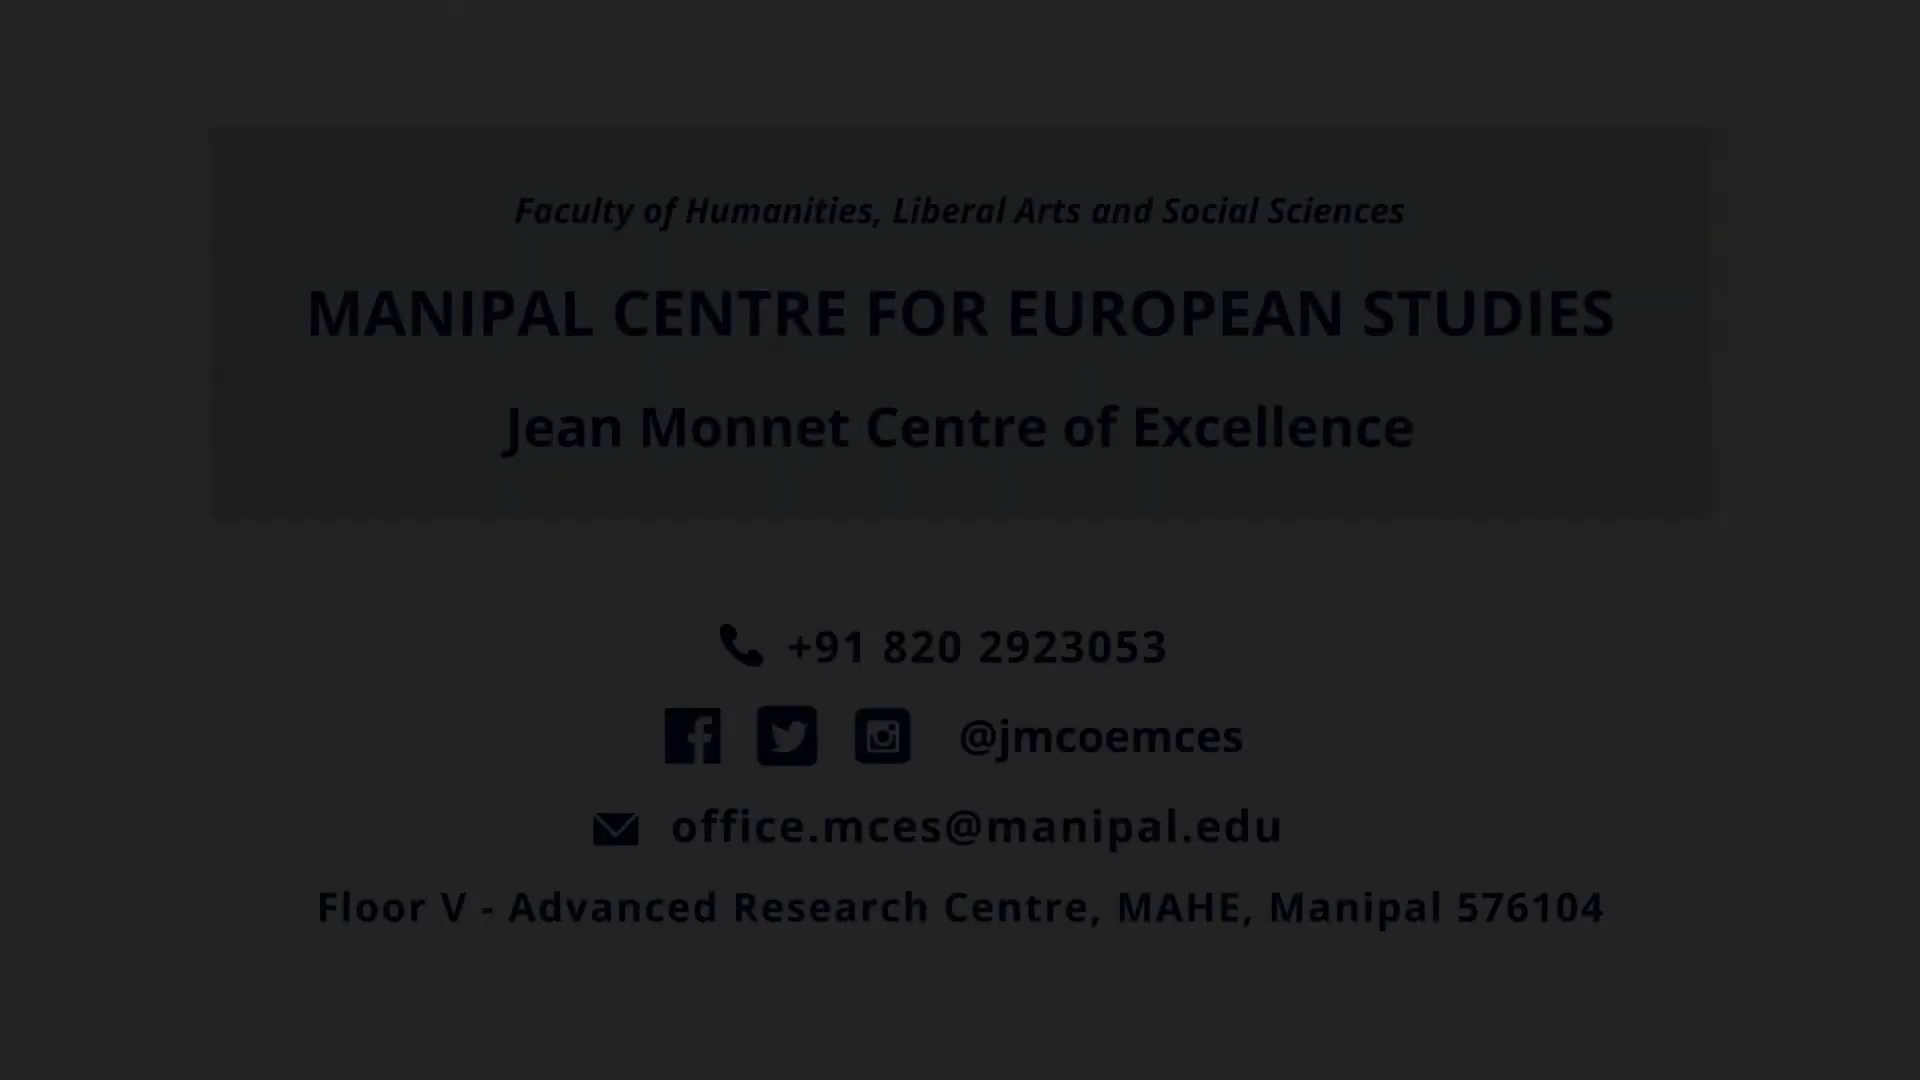 Faculty of Humanities, Liberal Arts and Social Sciences
MANIPAL CENTRE FOR EUROPEAN STUDIES
Jean Monnet Centre of Excellence
+91 820 2923053
@jmcoemces
office.mces@manipal.edu
Floor V - Advanced Research Centre, MAHE, Manipal 576104